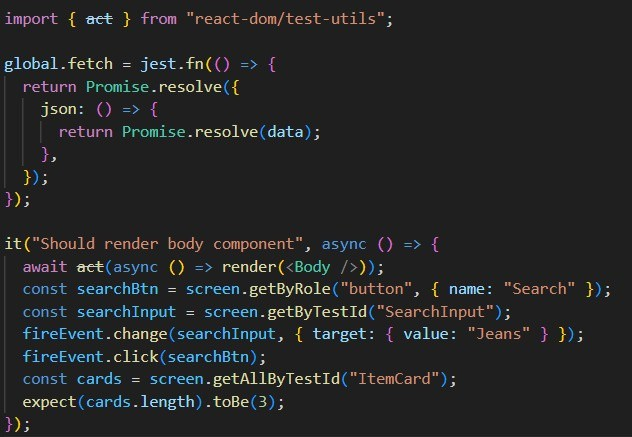 import { act } from "react-dom/test-utils";
global.fetch = jest.fn(() => {
return Promise.resolve({
json: () => {
return Promise.resolve(data);
},
});
});
it("Should render body component", async () => {
await act(async () => render(<Body />));
const searchBtn = screen.getByRole("button", { name: "Search" });
const searchInput = screen.getByTestId("SearchInput");
fireEvent.change(searchInput, { target: { value: "Jeans" } });
fireEvent.click(searchBtn);
const cards = screen.getAllByTestId("ItemCard");
expect(cards.length).toBe(3);
});